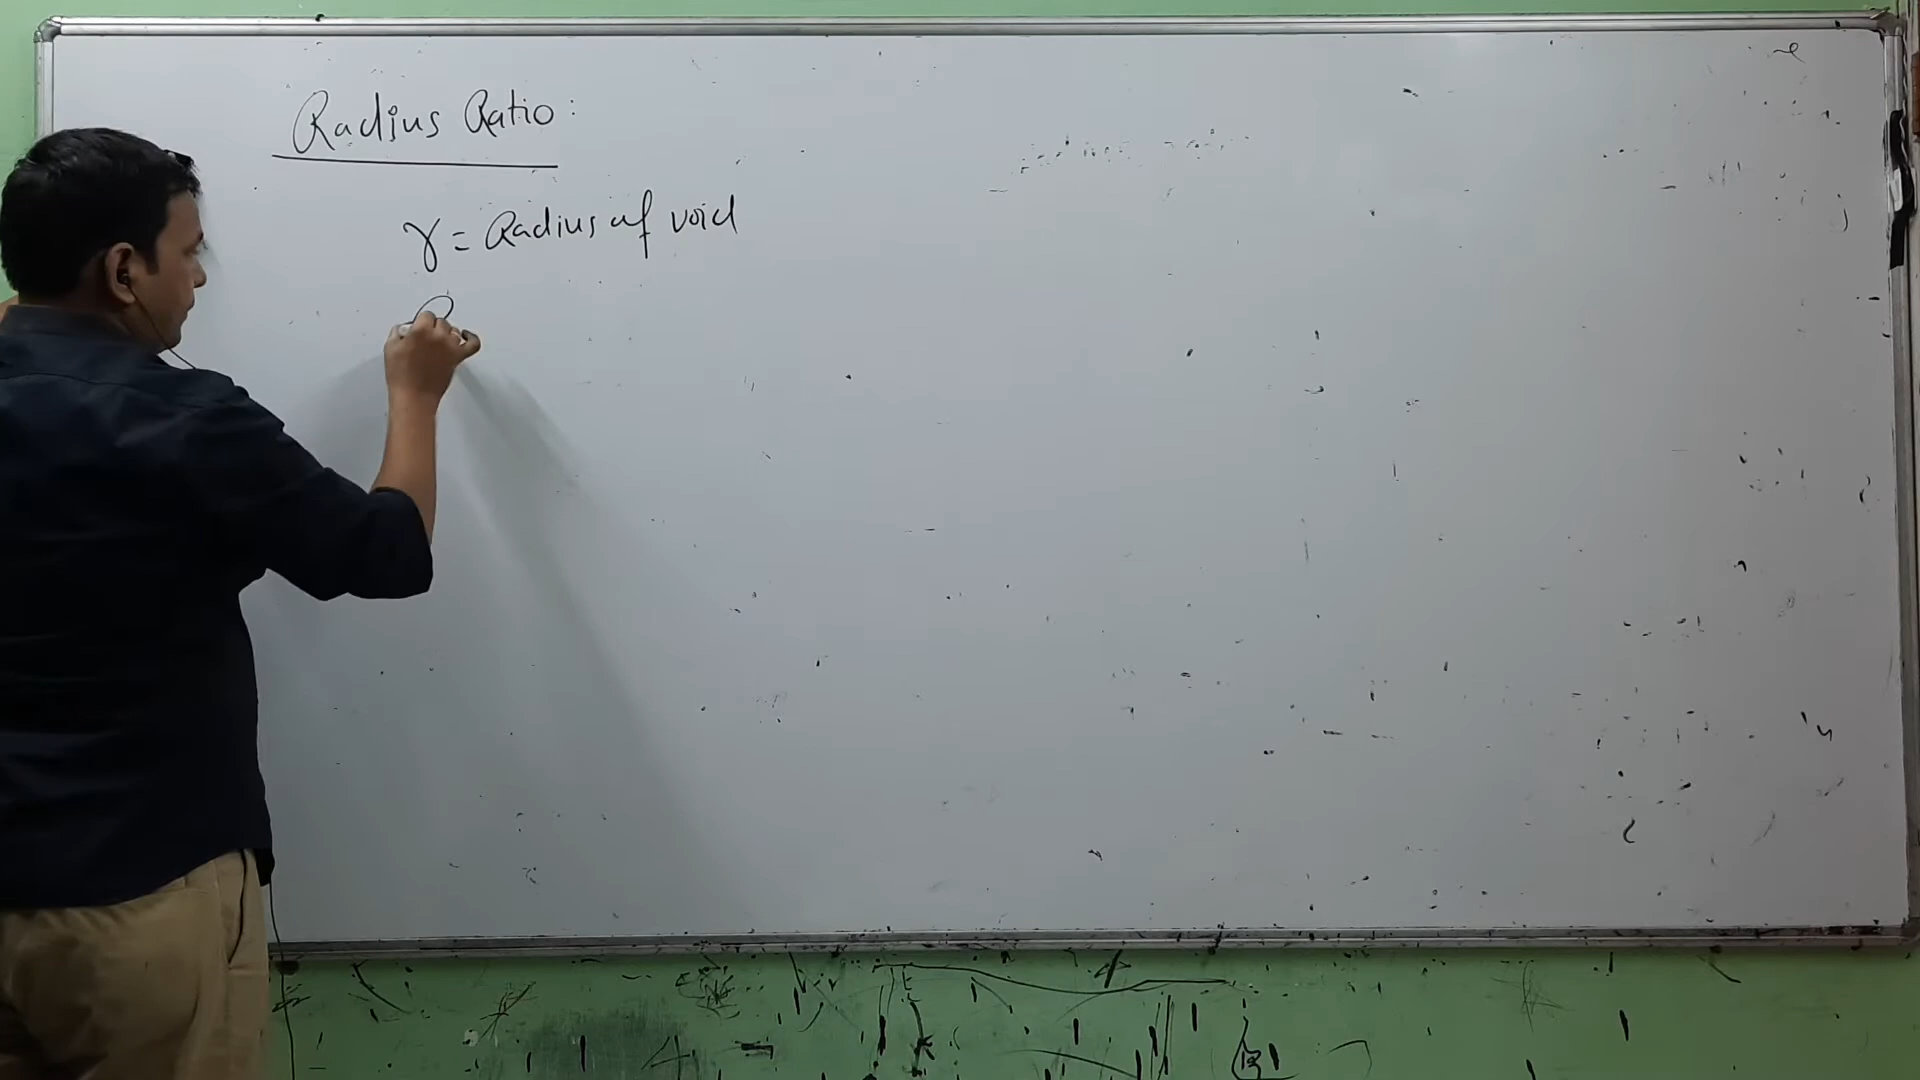 Radius Ratio:
r = Radius of void
R